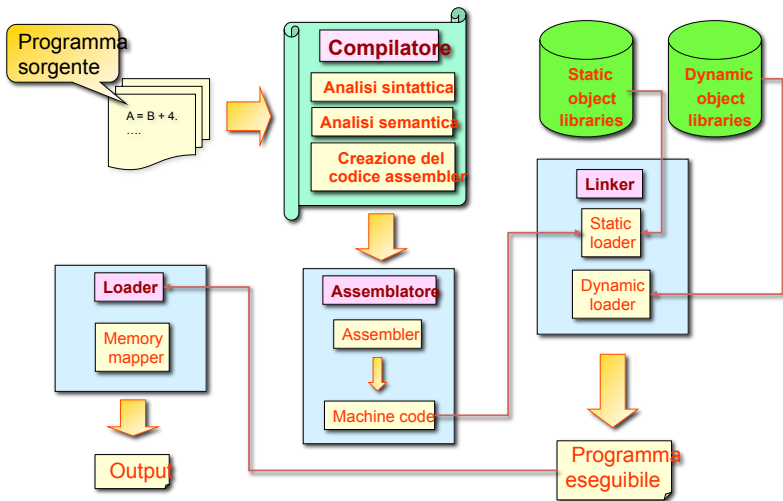 Programma
sorgente
A = B + 4.
....
Compilatore
Analisi sintattica
Analisi semantica
Creazione del
codice assembler
Static
object
libraries
Dynamic
object
libraries
Linker
Static
loader
Dynamic
loader
Assemblatore
Assembler
Machine code
Loader
Memory
mapper
Output
Programma
eseguibile